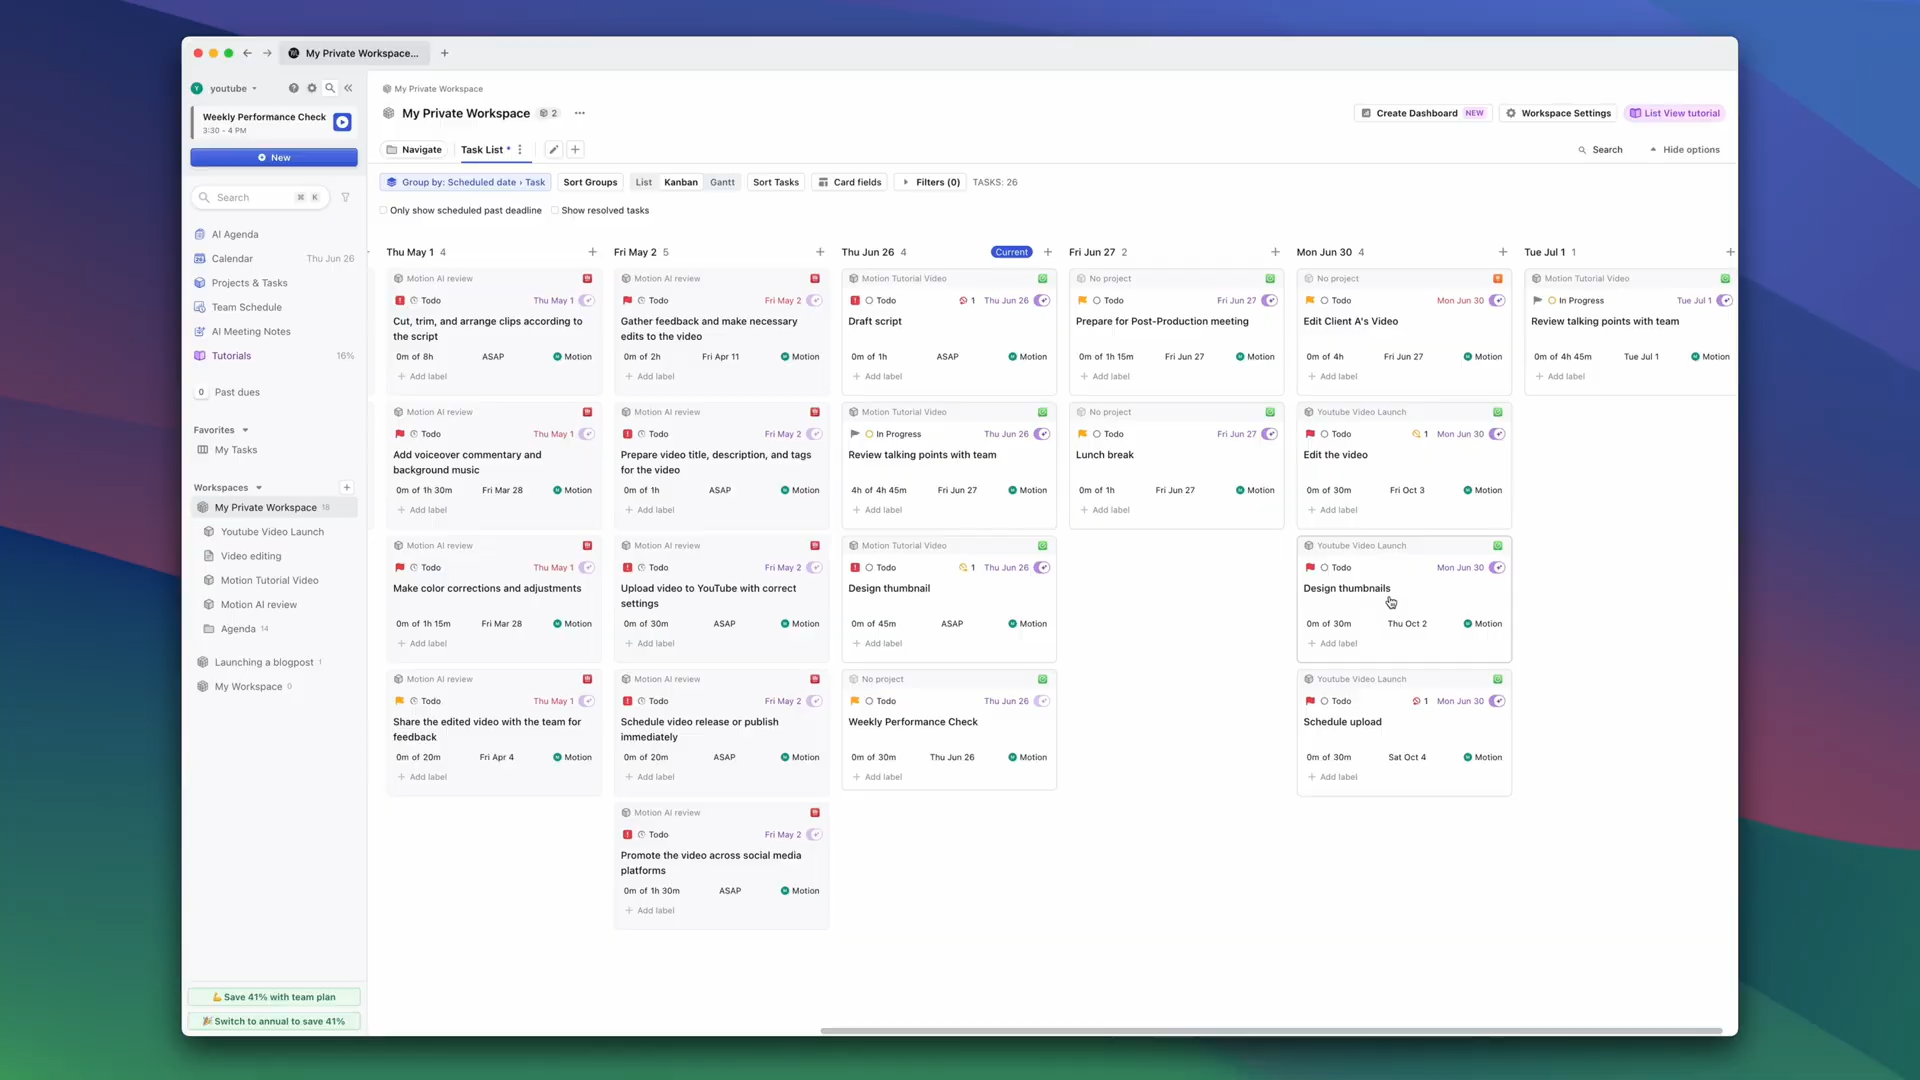 My Private Workspace...
youtube
Weekly Performance Check
3:30 - 4 PM
New
Search ⌘ K
AI Agenda
Calendar Thu Jun 26
Projects & Tasks
Team Schedule
AI Meeting Notes
Tutorials 16%
0 Past dues
Favorites
My Tasks
Workspaces
My Private Workspace 18
Youtube Video Launch
Video editing
Motion Tutorial Video
Motion AI review
Agenda 14
Launching a blogpost 1
My Workspace 0
💪 Save 41% with team plan
🎉 Switch to annual to save 41%
My Private Workspace
My Private Workspace 2 ...
Create Dashboard NEW
Workspace Settings
List View tutorial
Navigate
Task List •
Search
Hide options
Group by: Scheduled date › Task
Sort Groups
List Kanban Gantt
Sort Tasks
Card fields
Filters (0)
TASKS: 26
Only show scheduled past deadline
Show resolved tasks
Thu May 1 4
Motion AI review
Todo Thu May 1
Cut, trim, and arrange clips according to
the script
0m of 8h ASAP Motion
+ Add label
Motion AI review
Todo Thu May 1
Add voiceover commentary and
background music
0m of 1h 30m Fri Mar 28 Motion
+ Add label
Motion AI review
Todo Thu May 1
Make color corrections and adjustments
0m of 1h 15m Fri Mar 28 Motion
+ Add label
Motion AI review
Todo Thu May 1
Share the edited video with the team for
feedback
0m of 20m Fri Apr 4 Motion
+ Add label
Fri May 2 5
Motion AI review
Todo Fri May 2
Gather feedback and make necessary
edits to the video
0m of 2h Fri Apr 11 Motion
+ Add label
Motion AI review
Todo Fri May 2
Prepare video title, description, and tags
for the video
0m of 1h ASAP Motion
+ Add label
Motion AI review
Todo Fri May 2
Upload video to YouTube with correct
settings
0m of 30m ASAP Motion
+ Add label
Motion AI review
Todo Fri May 2
Schedule video release or publish
immediately
0m of 20m ASAP Motion
+ Add label
Motion AI review
Todo Fri May 2
Promote the video across social media
platforms
0m of 1h 30m ASAP Motion
+ Add label
Thu Jun 26 4 Current
Motion Tutorial Video
Todo 1 Thu Jun 26
Draft script
0m of 1h ASAP Motion
+ Add label
Motion Tutorial Video
In Progress Thu Jun 26
Review talking points with team
4h of 4h 45m Fri Jun 27 Motion
+ Add label
Motion Tutorial Video
Todo 1 Thu Jun 26
Design thumbnail
0m of 45m ASAP Motion
+ Add label
No project
Todo Thu Jun 26
Weekly Performance Check
0m of 30m Thu Jun 26 Motion
+ Add label
Fri Jun 27 2
No project
Todo Fri Jun 27
Prepare for Post-Production meeting
0m of 1h 15m Fri Jun 27 Motion
+ Add label
No project
Todo Fri Jun 27
Lunch break
0m of 1h Fri Jun 27 Motion
+ Add label
Mon Jun 30 4
No project
Todo Mon Jun 30
Edit Client A's Video
0m of 4h Fri Jun 27 Motion
+ Add label
Youtube Video Launch
Todo 1 Mon Jun 30
Edit the video
0m of 30m Fri Oct 3 Motion
+ Add label
Youtube Video Launch
Todo Mon Jun 30
Design thumbnails
0m of 30m Thu Oct 2 Motion
+ Add label
Youtube Video Launch
Todo 1 Mon Jun 30
Schedule upload
0m of 30m Sat Oct 4 Motion
+ Add label
Tue Jul 1 1
Motion Tutorial Video
In Progress Tue Jul 1
Review talking points with team
0m of 4h 45m Tue Jul 1 Motion
+ Add label